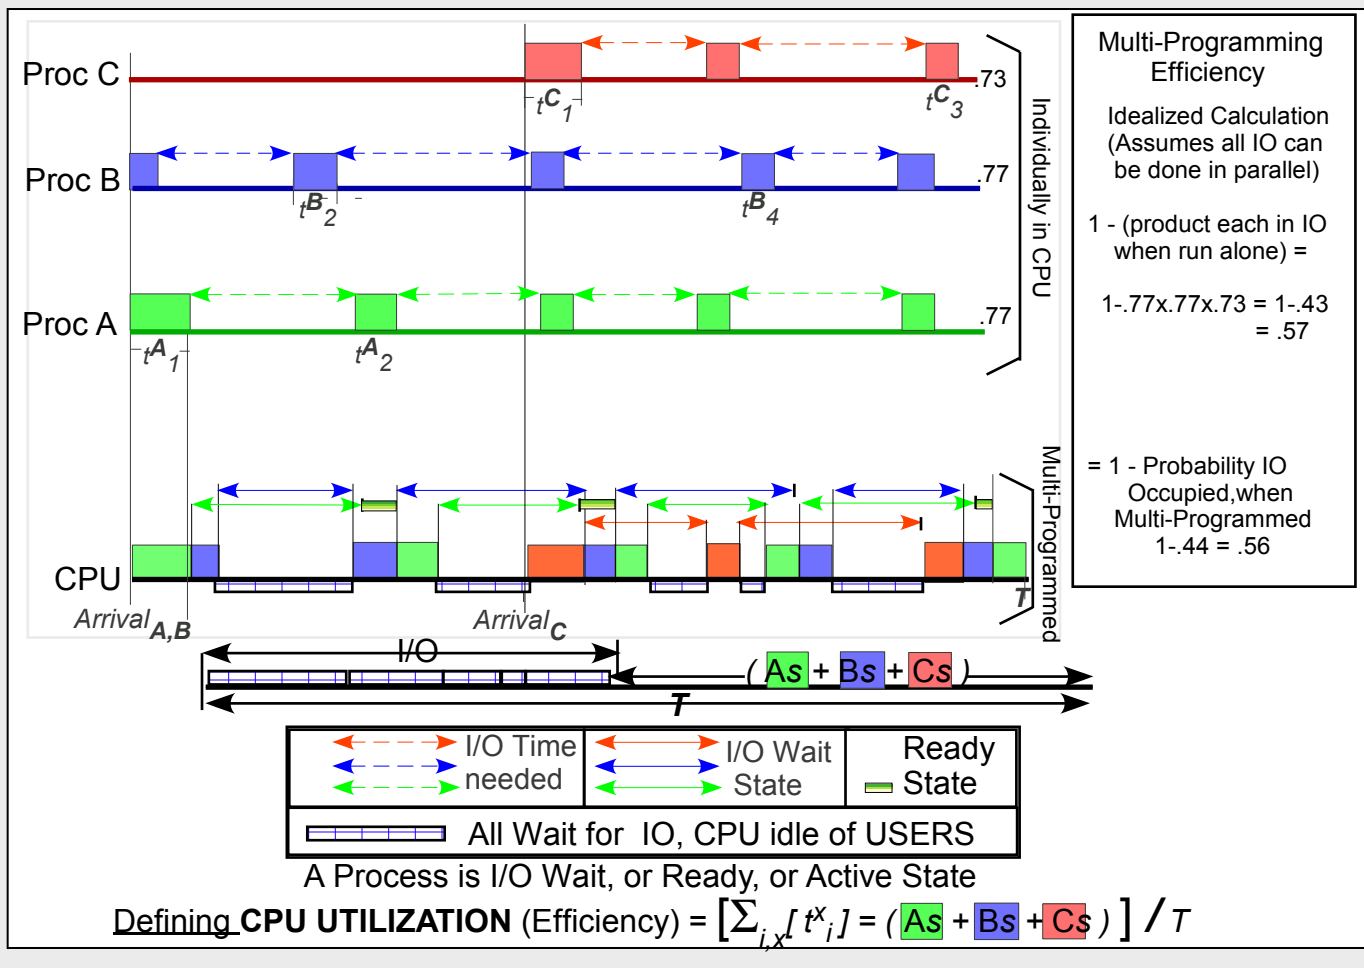 Proc C
.73
tC1
tC3
Proc B
.77
tB2
tB4
Proc A
.77
tA1
tA2
Individually in CPU
Multi-Programming
Efficiency
Idealized Calculation
(Assumes all IO can
be done in parallel)
1 - (product each in IO
when run alone) =
1-.77x.77x.73 = 1-.43
= .57
= 1 - Probability IO
Occupied,when
Multi-Programmed
1-.44 = .56
Multi-Programmed
CPU
T
Arrival A,B
Arrival C
I/O
( As + Bs + Cs )
T
I/O Time
needed
I/O Wait
State
Ready
State
All Wait for IO, CPU idle of USERS
A Process is I/O Wait, or Ready, or Active State
Defining CPU UTILIZATION (Efficiency) = [Σi,x[ txi ] = ( As + Bs + Cs ) ] / T